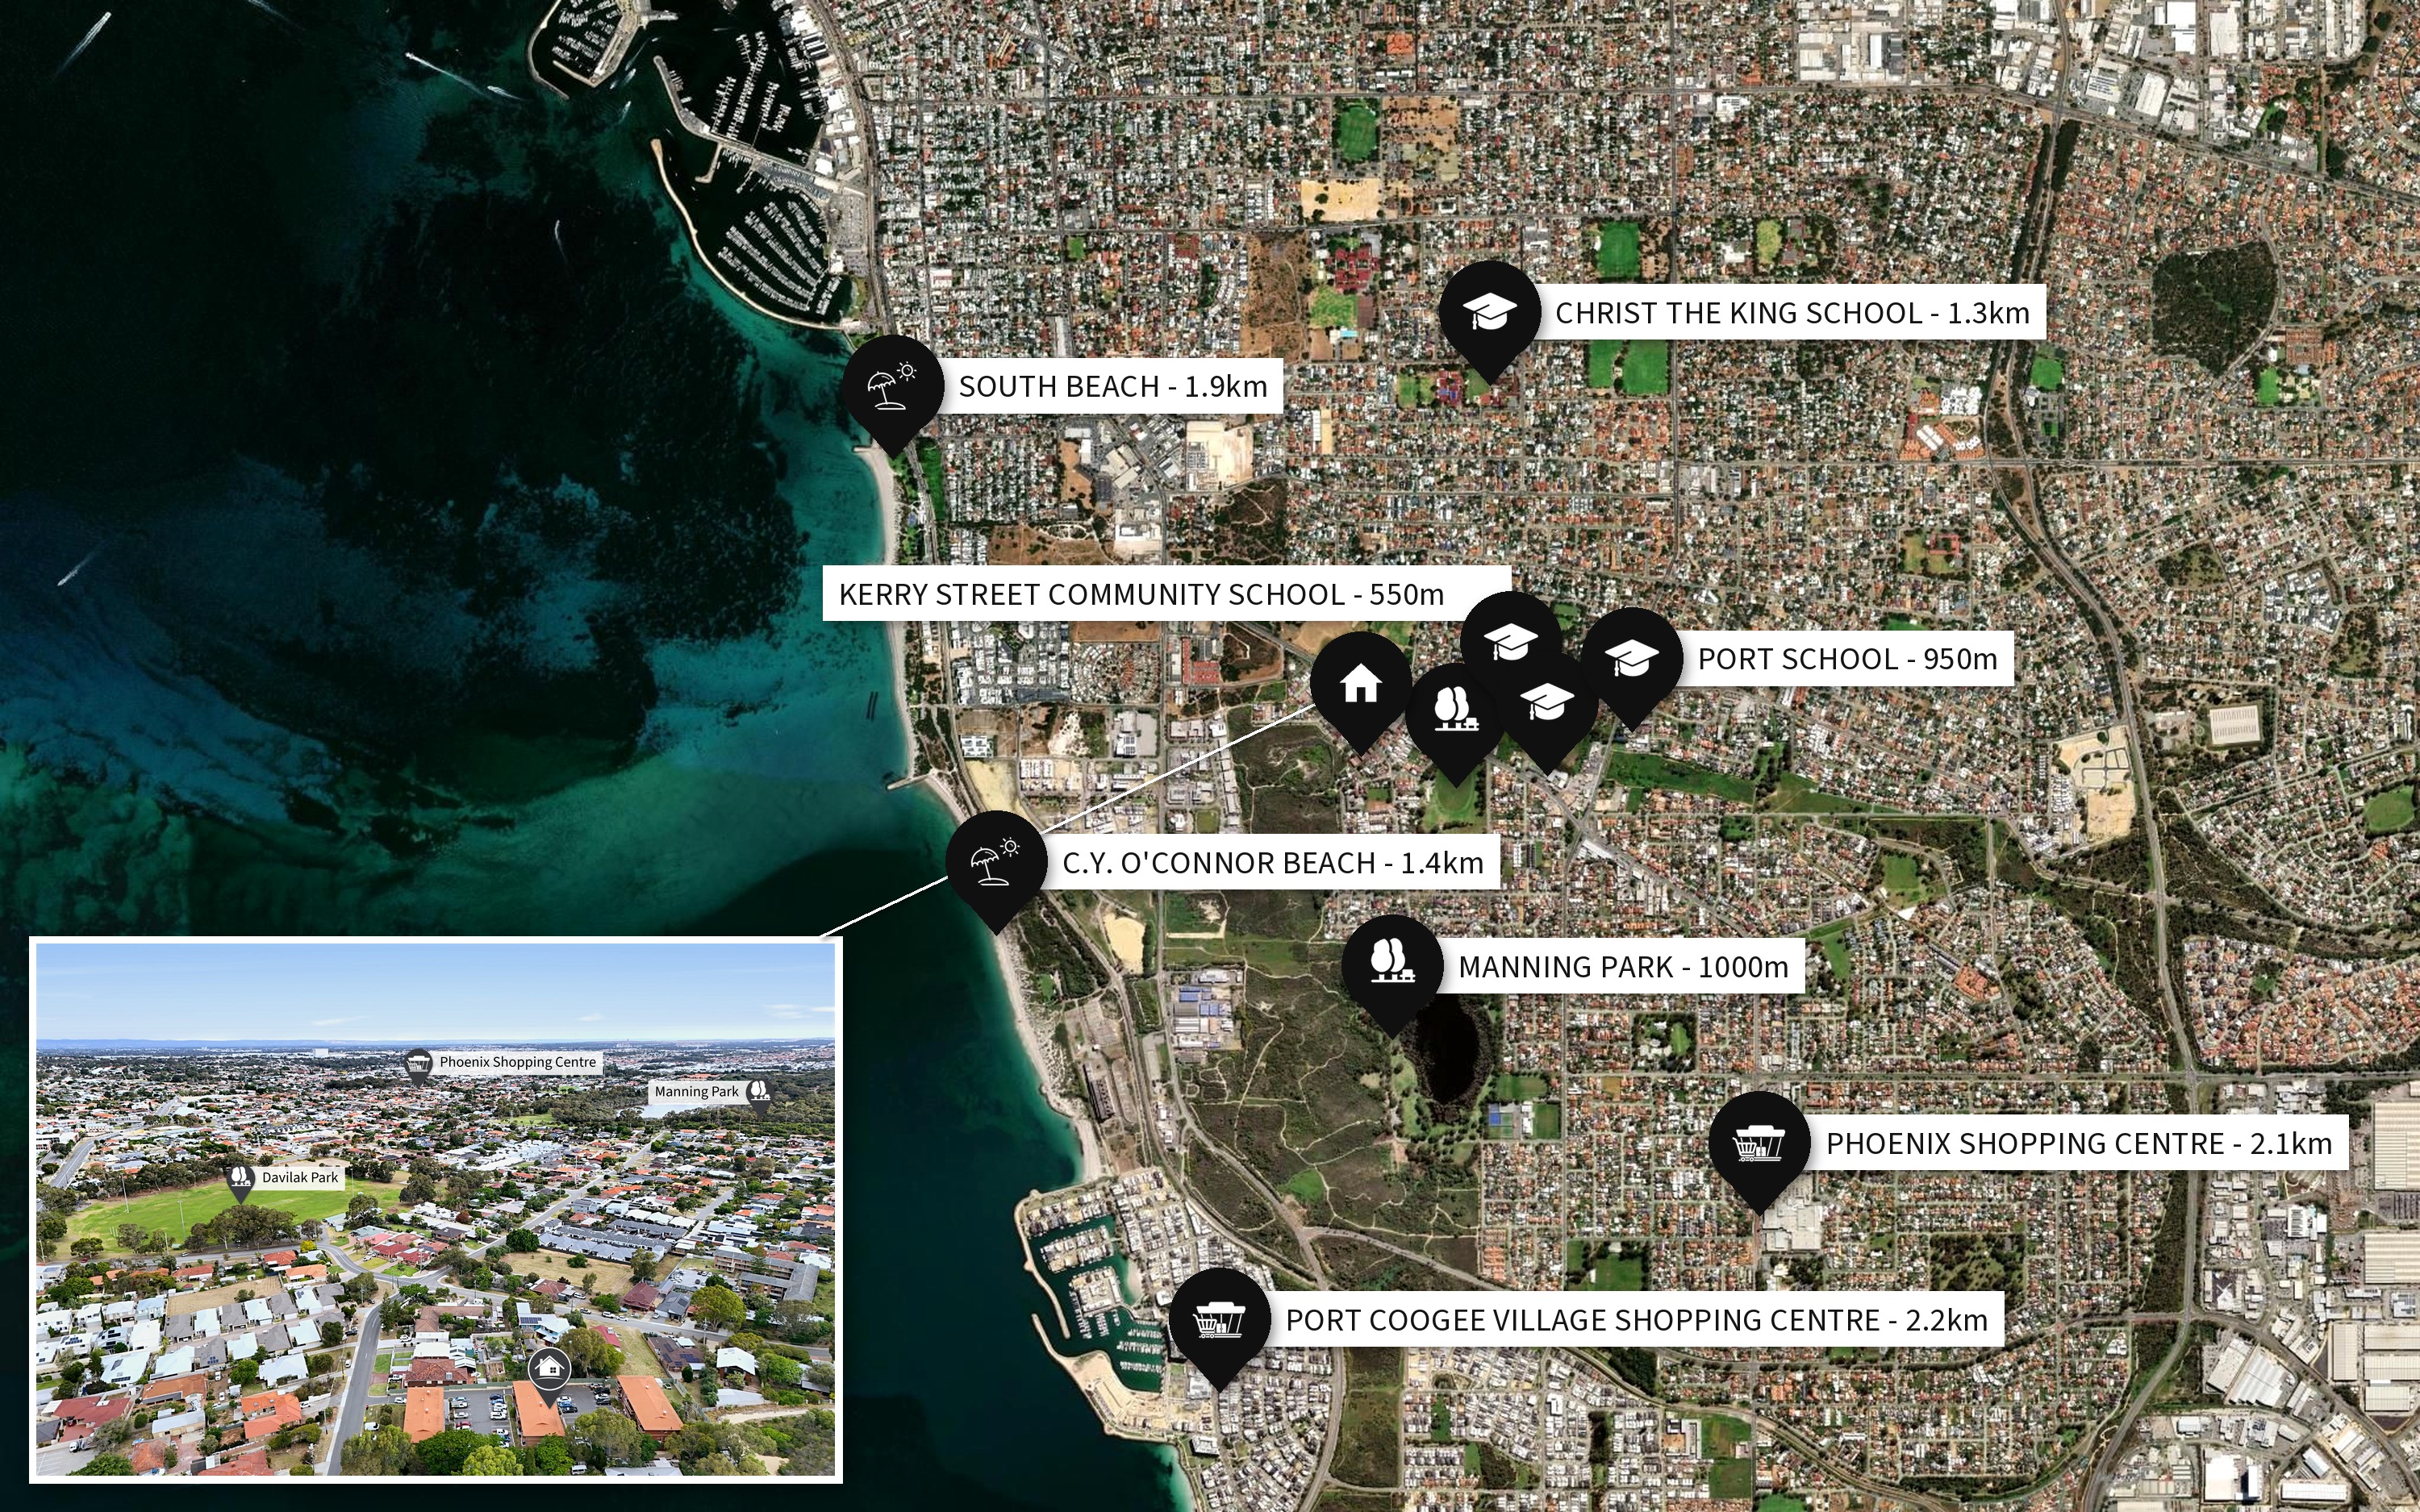 CHRIST THE KING SCHOOL - 1.3km
SOUTH BEACH - 1.9km
KERRY STREET COMMUNITY SCHOOL - 550m
PORT SCHOOL - 950m
C.Y. O'CONNOR BEACH - 1.4km
MANNING PARK - 1000m
Phoenix Shopping Centre
Manning Park
PHOENIX SHOPPING CENTRE - 2.1km
Davilak Park
PORT COOGEE VILLAGE SHOPPING CENTRE - 2.2km